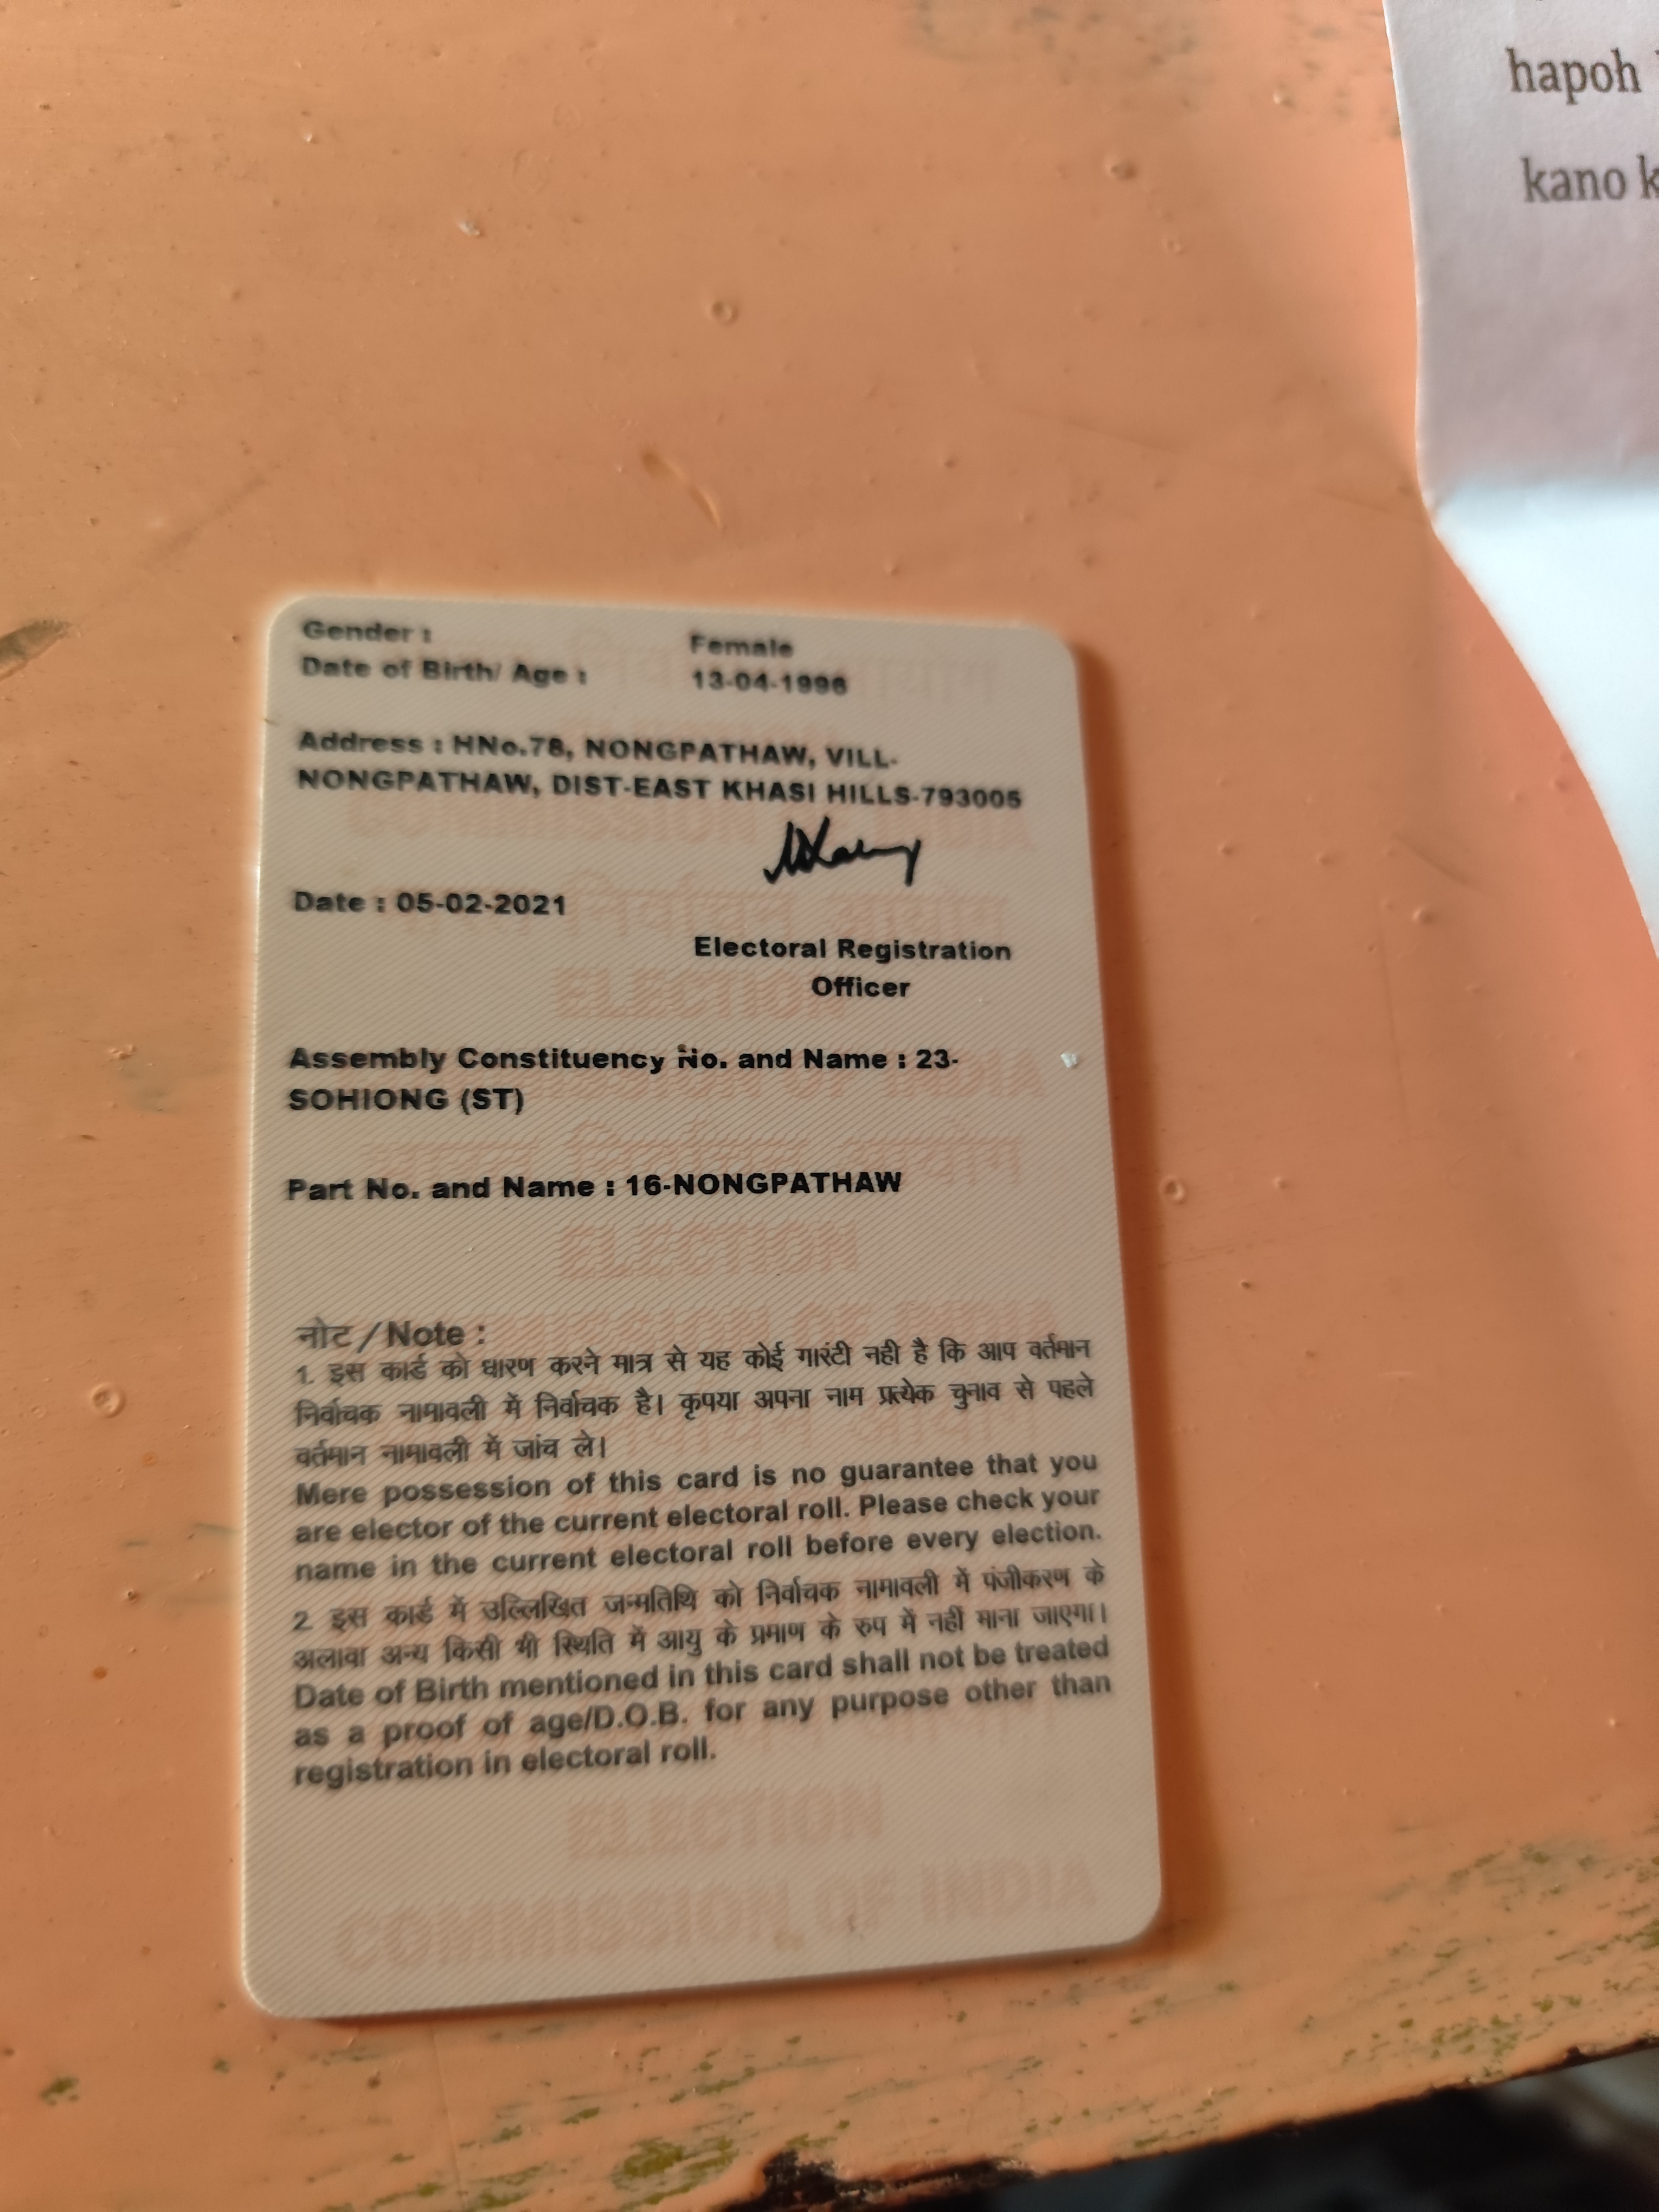 hapoh
kano
Gender :
Female
Date of Birth/ Age :
13-04-1996
Address : HNo.78, NONGPATHAW, VILL-
NONGPATHAW, DIST-EAST KHASI HILLS-793005
Date : 05-02-2021
Electoral Registration
Officer
Assembly Constituency No. and Name : 23-
SOHIONG (ST)
Part No. and Name : 16-NONGPATHAW
नोट/Note :
1. इस कार्ड को धारण करने मात्र से यह कोई गारंटी नही है कि आप वर्तमान
निर्वाचक नामावली में निर्वाचक है। कृपया अपना नाम प्रत्येक चुनाव से पहले
वर्तमान नामावली में जांच ले।
Mere possession of this card is no guarantee that you
are elector of the current electoral roll. Please check your
name in the current electoral roll before every election.
2. इस कार्ड में उल्लिखित जन्मतिथि को निर्वाचक नामावली में पंजीकरण के
अलावा अन्य किसी भी स्थिति में आयु के प्रमाण के रुप में नहीं माना जाएगा।
Date of Birth mentioned in this card shall not be treated
as a proof of age/D.O.B. for any purpose other than
registration in electoral roll.
ELECTION
COMMISSION OF INDIA